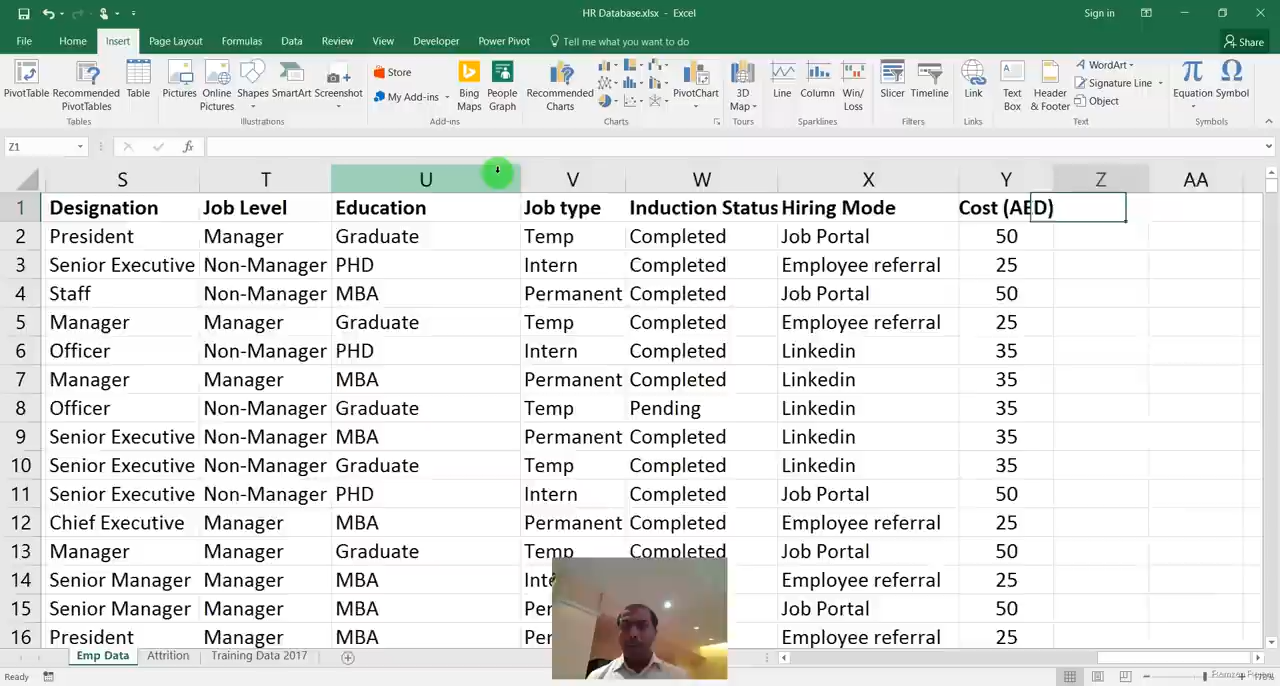 HR Database.xlsx - Excel
Sign in
File Home Insert Page Layout Formulas Data Review View Developer Power Pivot Tell me what you want to do Share
PivotTable Recommended PivotTables Table
Tables
Pictures Online Pictures Shapes SmartArt Screenshot
Illustrations
Store
My Add-ins
Bing Maps
People Graph
Add-ins
Recommended Charts
PivotChart
Charts
3D Map
Tours
Line Column Win/Loss
Sparklines
Slicer Timeline
Filters
Link
Links
Text Box
Header & Footer
WordArt
Signature Line
Object
Text
Equation Symbol
Symbols
Z1 fx
S T U V W X Y Z AA
1 Designation Job Level Education Job type Induction Status Hiring Mode Cost (AED)
2 President Manager Graduate Temp Completed Job Portal 50
3 Senior Executive Non-Manager PHD Intern Completed Employee referral 25
4 Staff Non-Manager MBA Permanent Completed Job Portal 50
5 Manager Manager Graduate Temp Completed Employee referral 25
6 Officer Non-Manager PHD Intern Completed Linkedin 35
7 Manager Manager MBA Permanent Completed Linkedin 35
8 Officer Non-Manager Graduate Temp Pending Linkedin 35
9 Senior Executive Non-Manager MBA Permanent Completed Linkedin 35
10 Senior Executive Non-Manager Graduate Temp Completed Linkedin 35
11 Senior Executive Non-Manager PHD Intern Completed Job Portal 50
12 Chief Executive Manager MBA Permanent Completed Employee referral 25
13 Manager Manager Graduate Temp Completed Job Portal 50
14 Senior Manager Manager MBA Employee referral 25
15 Senior Manager Manager MBA Job Portal 50
16 President Manager MBA Employee referral 25
Emp Data Attrition Training Data 2017
Ready